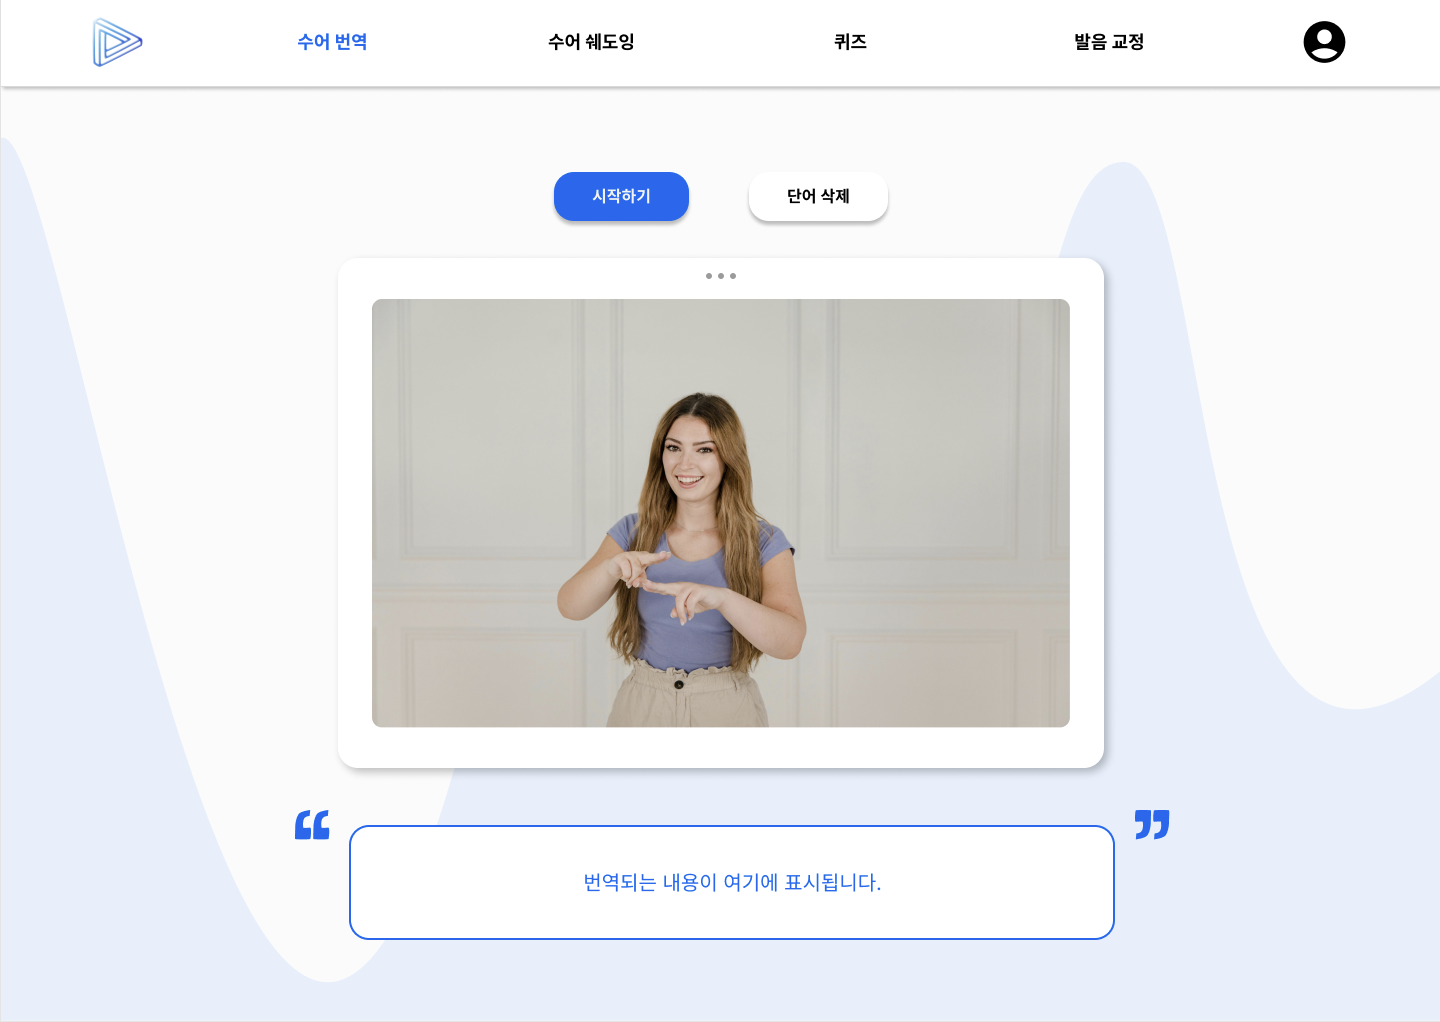 수어 번역
수어 쉐도잉
퀴즈
발음 교정
시작하기
단어 삭제
“
”
번역되는 내용이 여기에 표시됩니다.